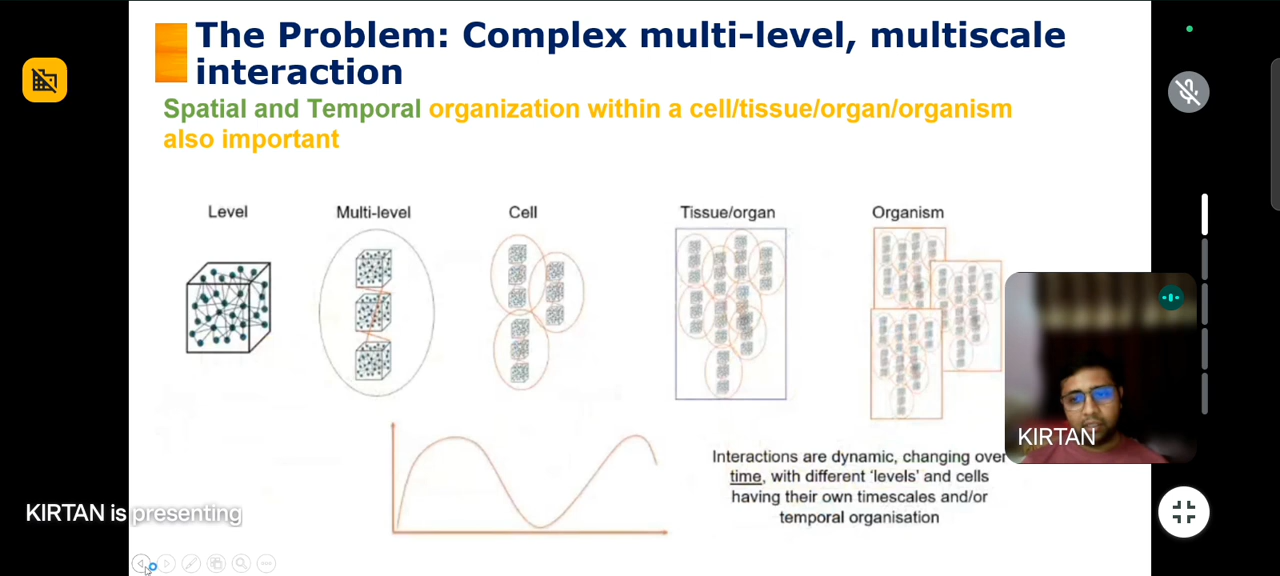 The Problem: Complex multi-level, multiscale
interaction
Spatial and Temporal organization within a cell/tissue/organ/organism
also important
Level
Multi-level
Cell
Tissue/organ
Organism
Interactions are dynamic, changing over
time, with different ‘levels’ and cells
having their own timescales and/or
temporal organisation
KIRTAN
KIRTAN is presenting